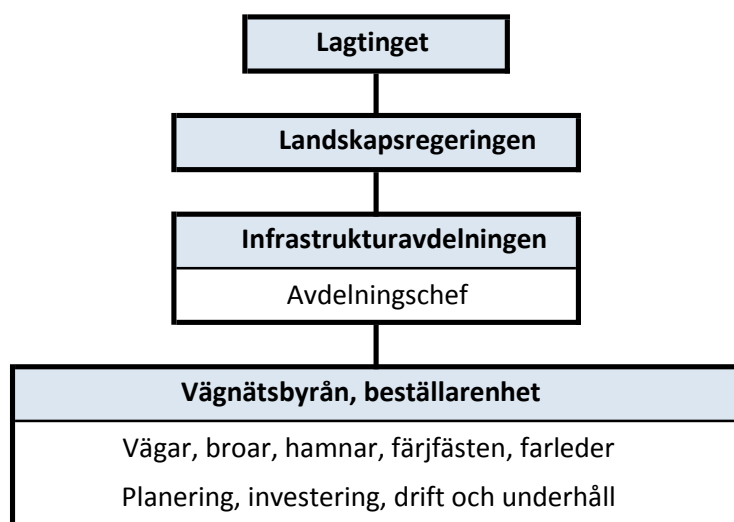 Lagtinget
Landskapsregeringen
Infrastrukturavdelningen
Avdelningschef
Vägnätsbyrån, beställarenhet
Vägar, broar, hamnar, färjfästen, farleder
Planering, investering, drift och underhåll